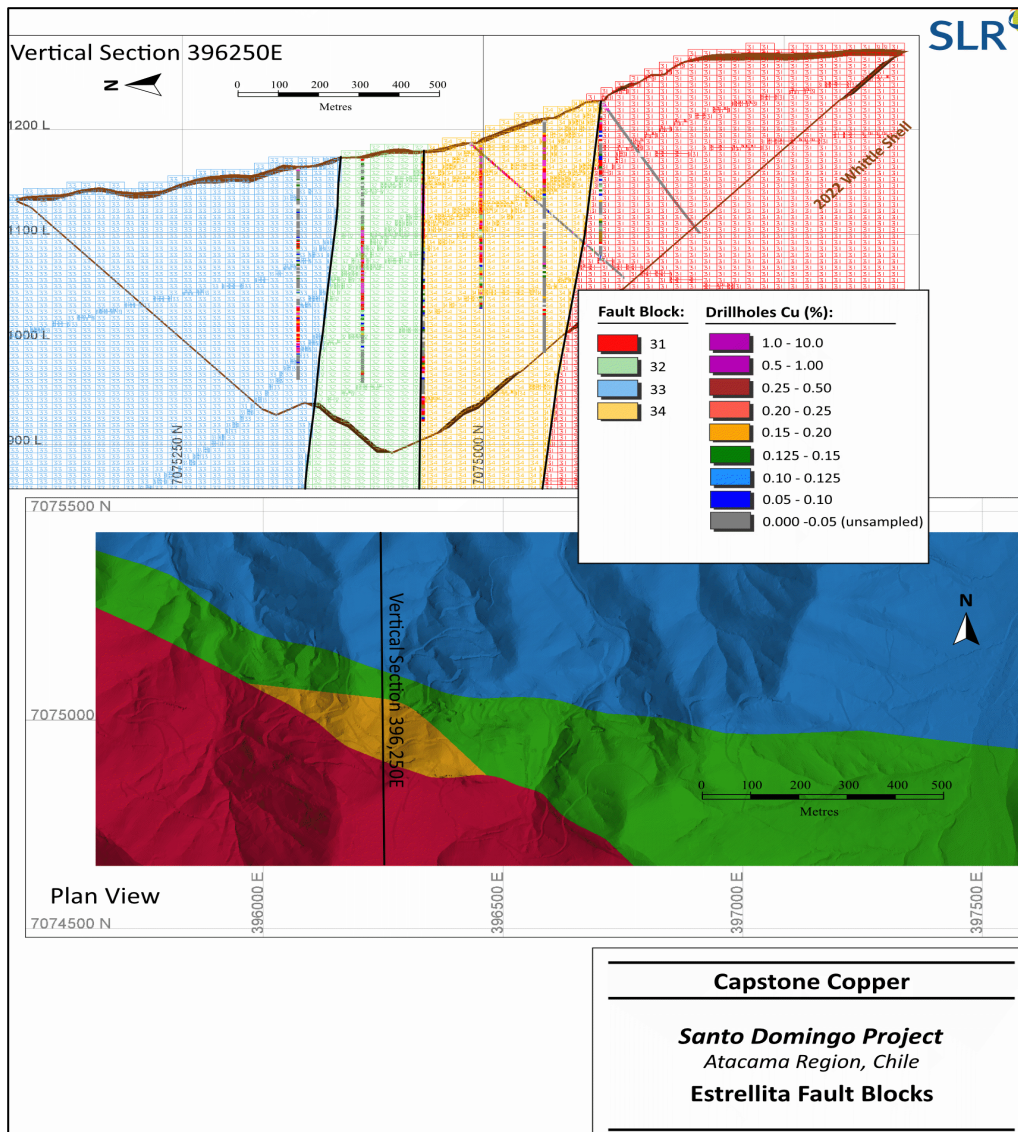 SLR
Vertical Section 396250E
N
0 100 200 300 400 500
Metres
1200 L
1100 L
1000 L
900 L
7075250 N
7075000 N
2022 Whittle Shell
Fault Block:
31
32
33
34
Drillholes Cu (%):
1.0 - 10.0
0.5 - 1.00
0.25 - 0.50
0.20 - 0.25
0.15 - 0.20
0.125 - 0.15
0.10 - 0.125
0.05 - 0.10
0.000 -0.05 (unsampled)
7075500 N
7075000
7074500 N
Vertical Section 396,250E
N
0 100 200 300 400 500
Metres
Plan View
396000 E
396500 E
397000 E
397500 E
Capstone Copper
Santo Domingo Project
Atacama Region, Chile
Estrellita Fault Blocks